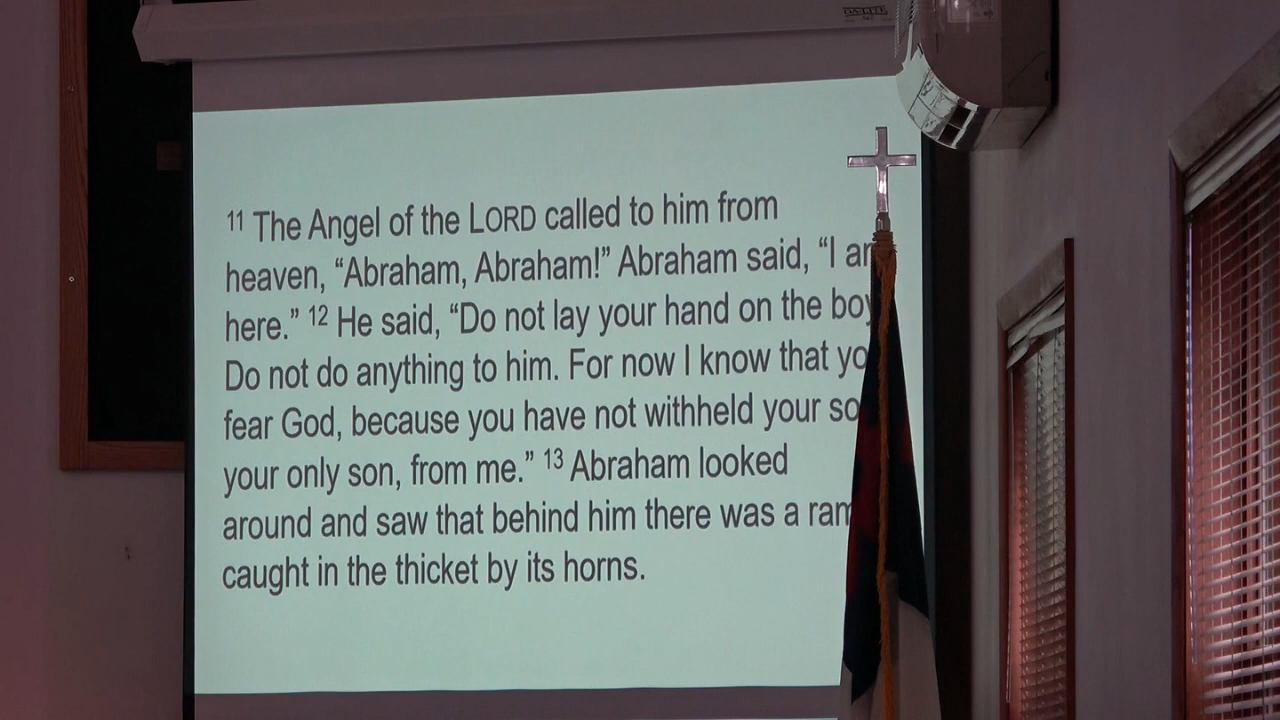 11 The Angel of the LORD called to him from
heaven, “Abraham, Abraham!” Abraham said, “I
here.” 12 He said, “Do not lay your hand on the boy
Do not do anything to him. For now I know that
fear God, because you have not withheld your
your only son, from me.” 13 Abraham looked
around and saw that behind him there was a ram
caught in the thicket by its horns.